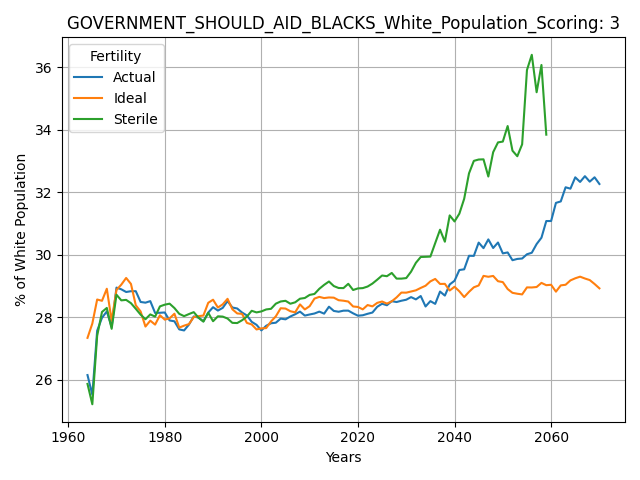 GOVERNMENT_SHOULD_AID_BLACKS_White_Population_Scoring: 3
Fertility
Actual
Ideal
Sterile
% of White Population
36
34
32
30
28
26
1960
1980
2000
2020
2040
2060
Years